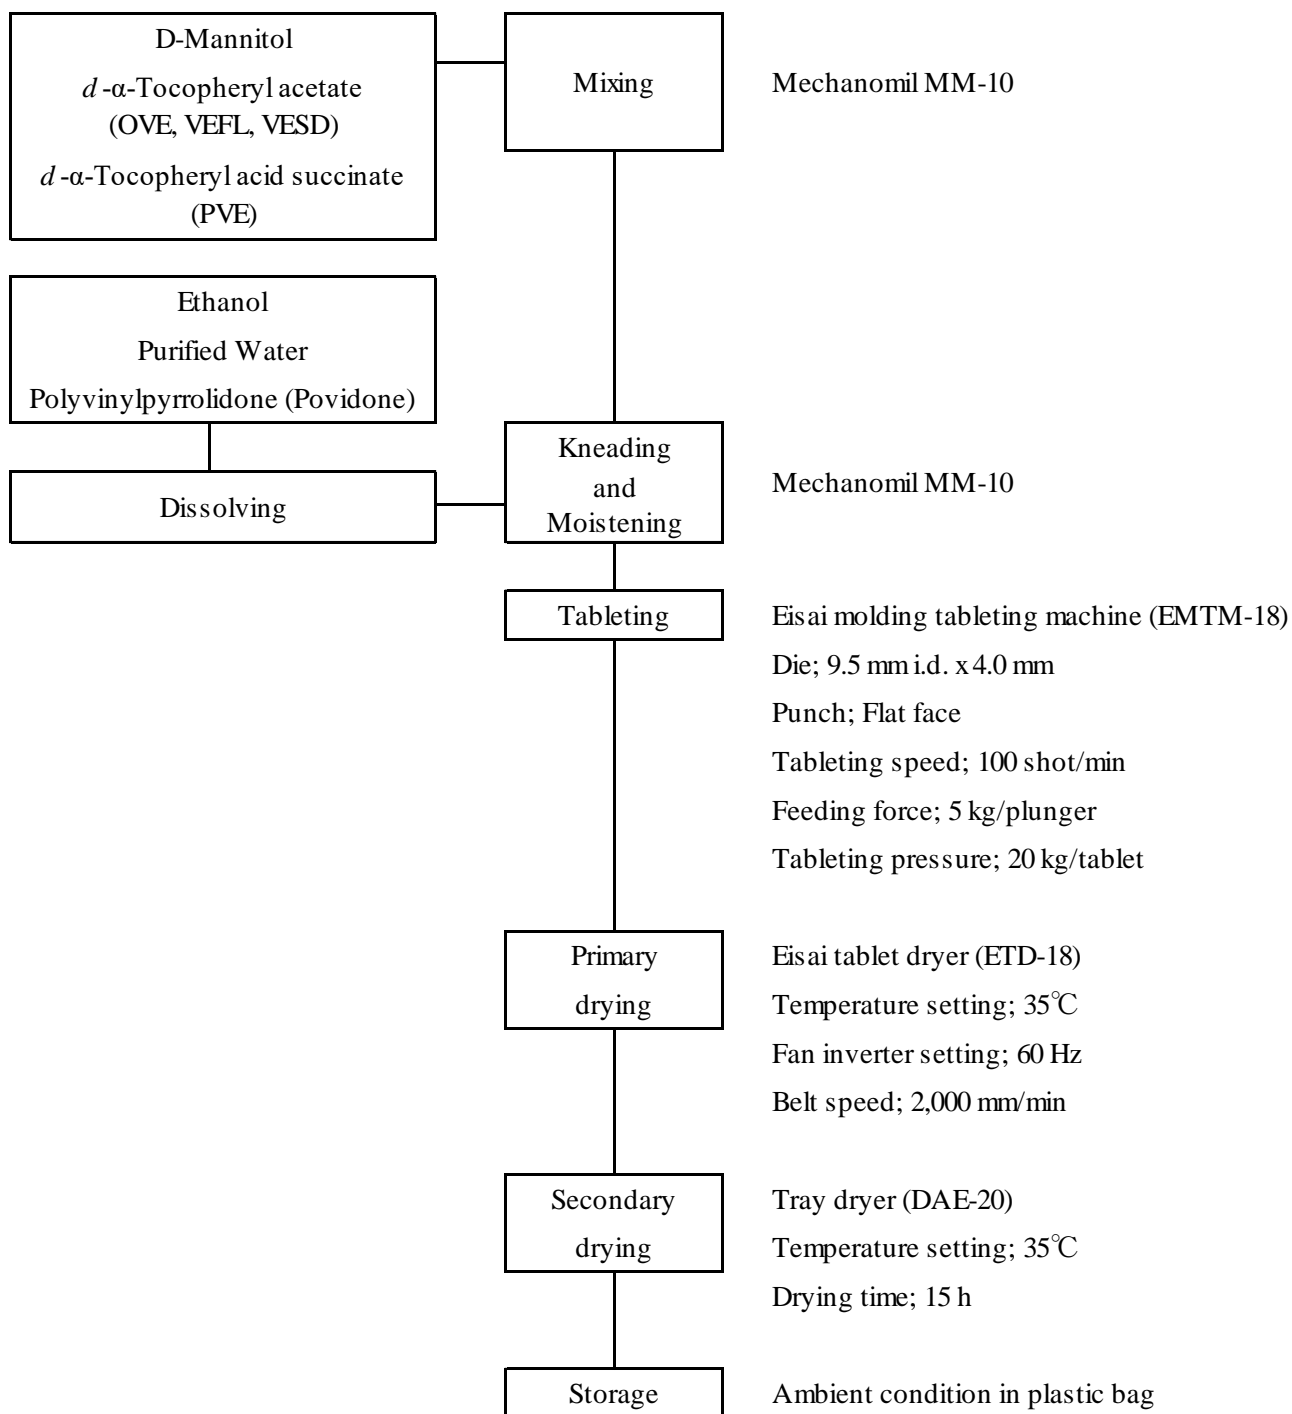 D-Mannitol
d-α-Tocopheryl acetate
(OVE, VEFL, VESD)
d-α-Tocopheryl acid succinate
(PVE)
Mixing
Mechanomil MM-10
Ethanol
Purified Water
Polyvinylpyrrolidone (Povidone)
Dissolving
Kneading
and
Moistening
Mechanomil MM-10
Tableting
Eisai molding tableting machine (EMTM-18)
Die; 9.5 mm i.d. x 4.0 mm
Punch; Flat face
Tableting speed; 100 shot/min
Feeding force; 5 kg/plunger
Tableting pressure; 20 kg/tablet
Primary
drying
Eisai tablet dryer (ETD-18)
Temperature setting; 35℃
Fan inverter setting; 60 Hz
Belt speed; 2,000 mm/min
Secondary
drying
Tray dryer (DAE-20)
Temperature setting; 35℃
Drying time; 15 h
Storage
Ambient condition in plastic bag